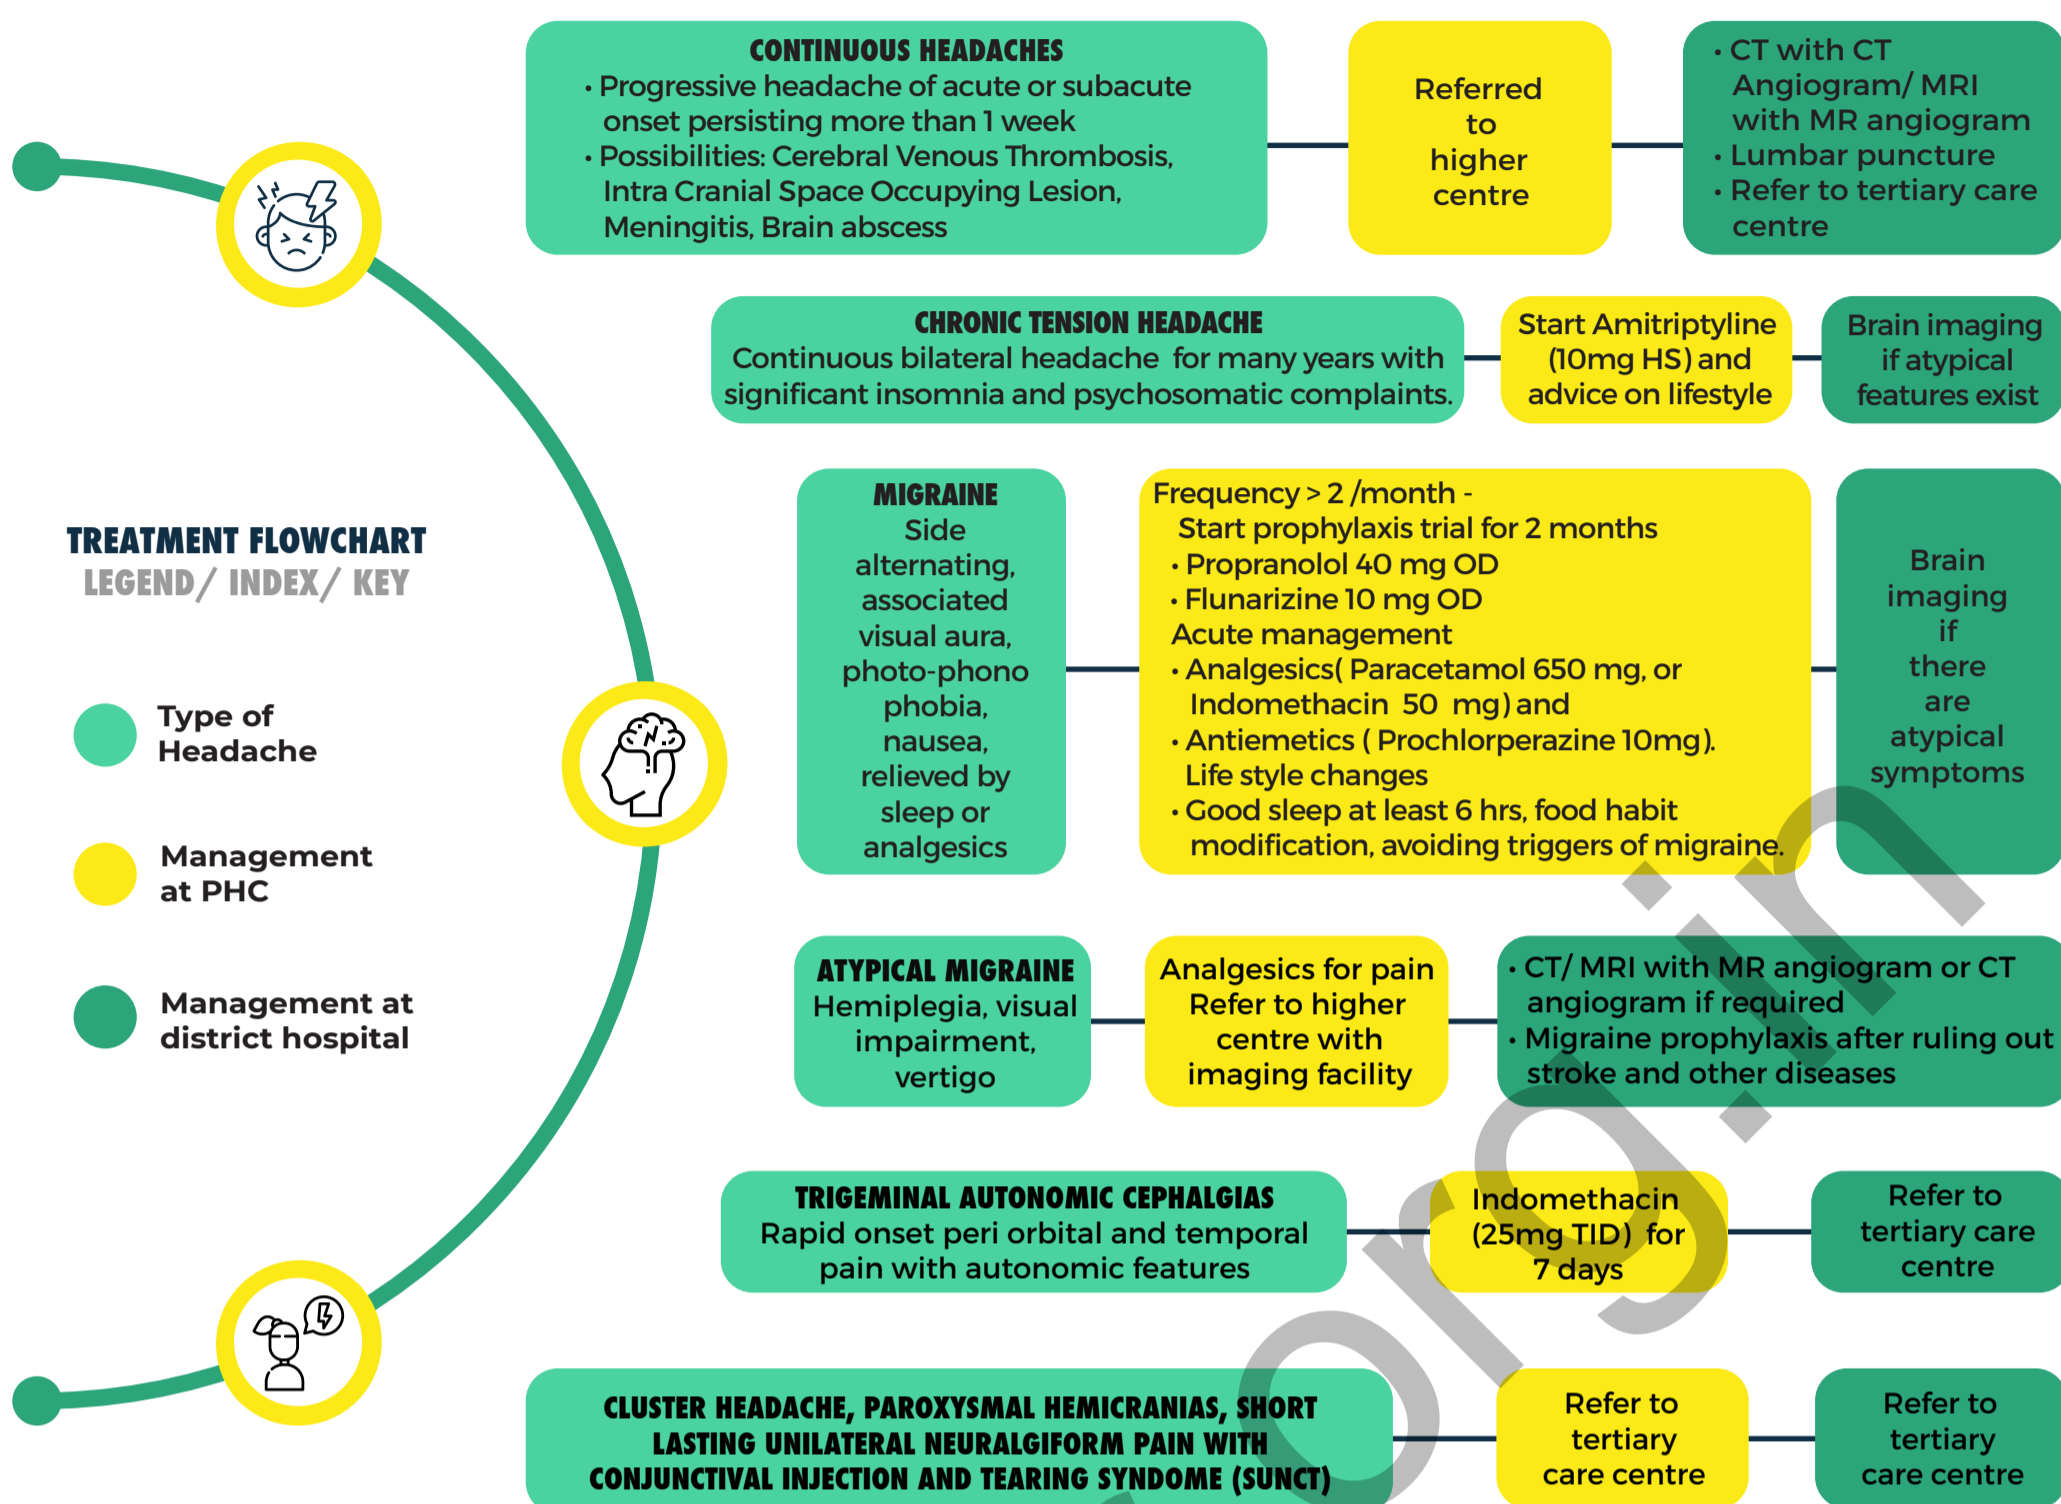 CONTINUOUS HEADACHES
• Progressive headache of acute or subacute
onset persisting more than 1 week
• Possibilities: Cerebral Venous Thrombosis,
Intra Cranial Space Occupying Lesion,
Meningitis, Brain abscess
Referred
to
higher
centre
• CT with CT
Angiogram/ MRI
with MR angiogram
• Lumbar puncture
• Refer to tertiary care
centre
CHRONIC TENSION HEADACHE
Continuous bilateral headache for many years with
significant insomnia and psychosomatic complaints.
Start Amitriptyline
(10mg HS) and
advice on lifestyle
Brain imaging
if atypical
features exist
TREATMENT FLOWCHART
LEGEND/ INDEX/ KEY
Type of
Headache
Management
at PHC
Management at
district hospital
MIGRAINE
Side
alternating,
associated
visual aura,
photo-phono
phobia,
nausea,
relieved by
sleep or
analgesics
Frequency > 2 /month -
Start prophylaxis trial for 2 months
• Propranolol 40 mg OD
• Flunarizine 10 mg OD
Acute management
• Analgesics( Paracetamol 650 mg, or
Indomethacin 50 mg) and
• Antiemetics ( Prochlorperazine 10mg).
Life style changes
• Good sleep at least 6 hrs, food habit
modification, avoiding triggers of migraine.
Brain
imaging
if
there
are
atypical
symptoms
ATYPICAL MIGRAINE
Hemiplegia, visual
impairment,
vertigo
Analgesics for pain
Refer to higher
centre with
imaging facility
• CT/ MRI with MR angiogram or CT
angiogram if required
• Migraine prophylaxis after ruling out
stroke and other diseases
TRIGEMINAL AUTONOMIC CEPHALGIAS
Rapid onset peri orbital and temporal
pain with autonomic features
Indomethacin
(25mg TID) for
7 days
Refer to
tertiary care
centre
CLUSTER HEADACHE, PAROXYSMAL HEMICRANIAS, SHORT
LASTING UNILATERAL NEURALGIFORM PAIN WITH
CONJUNCTIVAL INJECTION AND TEARING SYNDOME (SUNCT)
Refer to
tertiary
care centre
Refer to
tertiary
care centre
org.in